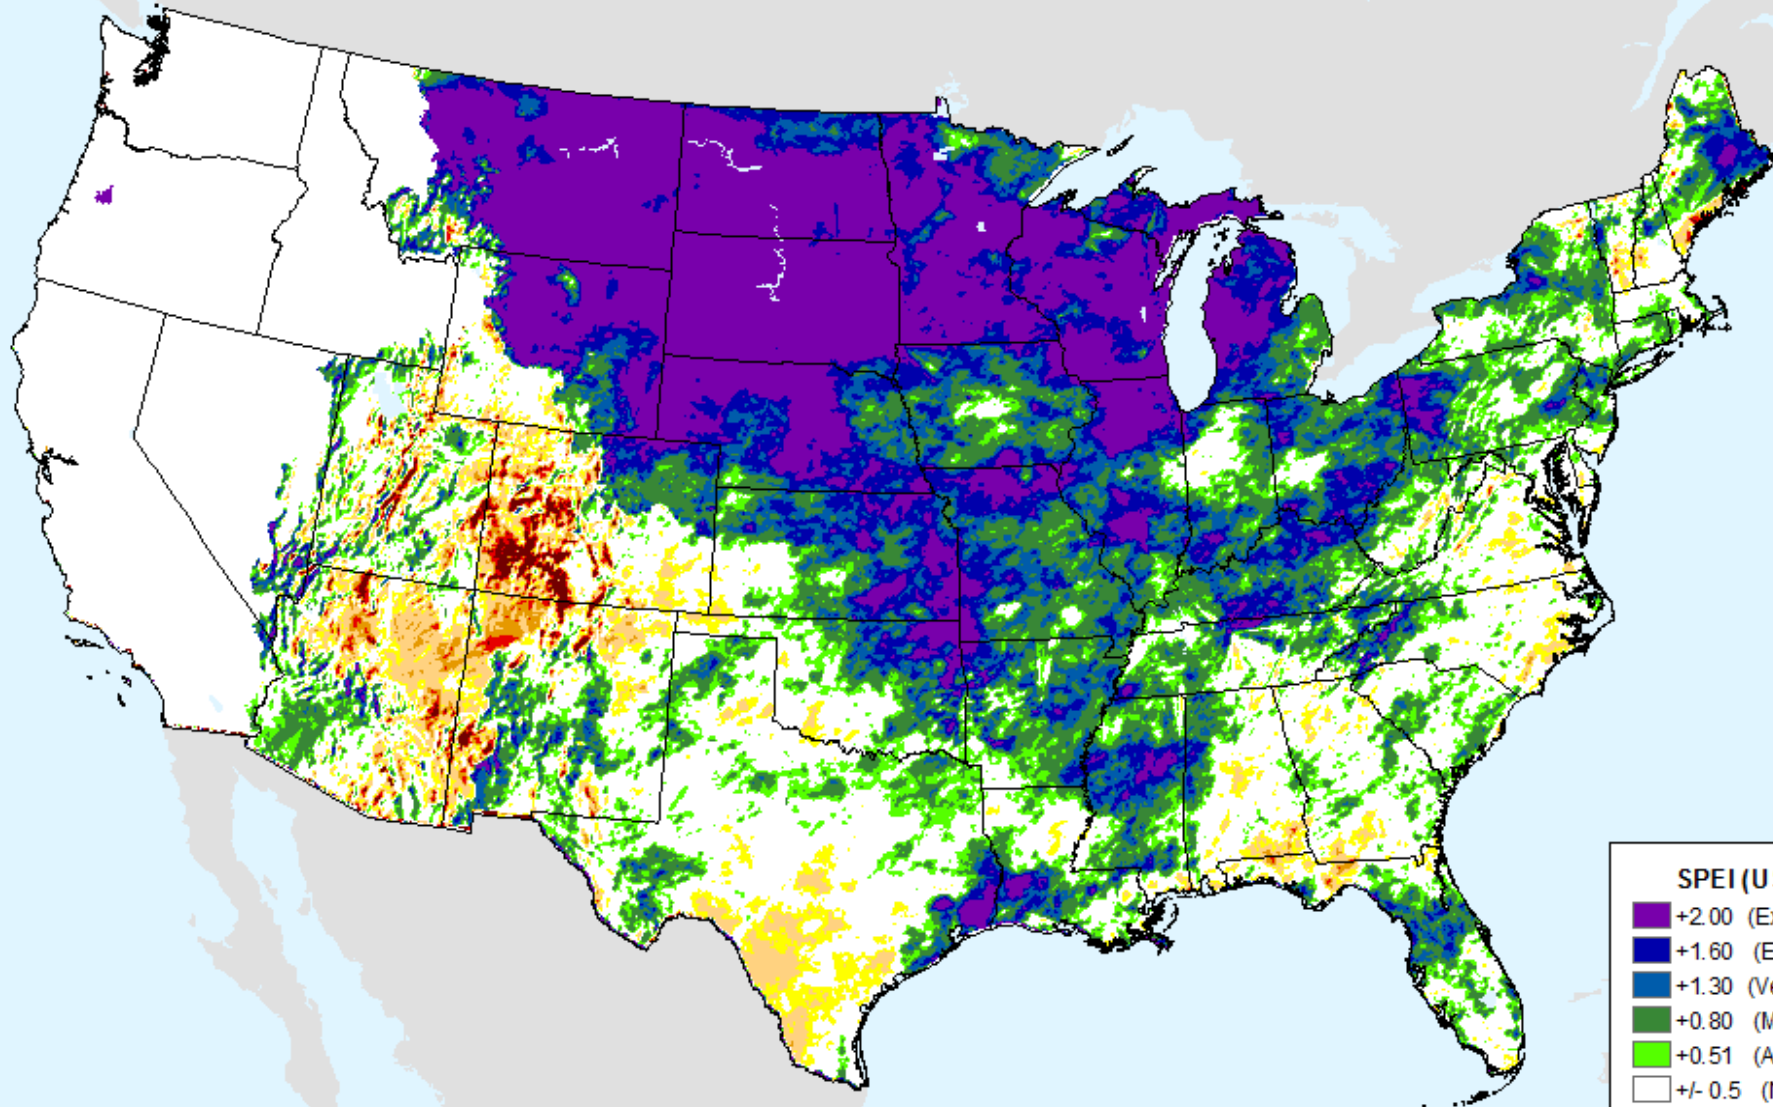 SPEI (U
+2.00 (Ex
+1.60 (E
+1.30 (Ve
+0.80 (M
+0.51 (A
+/- 0.5 (N